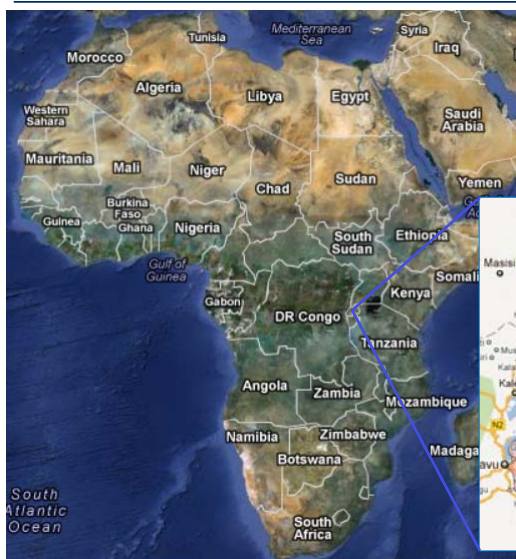 Mediterranean
Sea
Tunisia
Syria
Morocco
Iraq
Algeria
Libya
Egypt
Western
Sahara
Saudi
Arabia
Mauritania
Mali
Niger
Chad
Sudan
Yemen
Burkina
Faso
Guinea
Ghana
Nigeria
Ethiopia
South
Sudan
Gulf of
Guinea
Somali
Masisi
Gabon
DR Congo
Kenya
Tanzania
Angola
Zambia
Mozambique
N2
Namibia
Zimbabwe
Madaga
avu
Botswana
South
Atlantic
Ocean
South
Africa